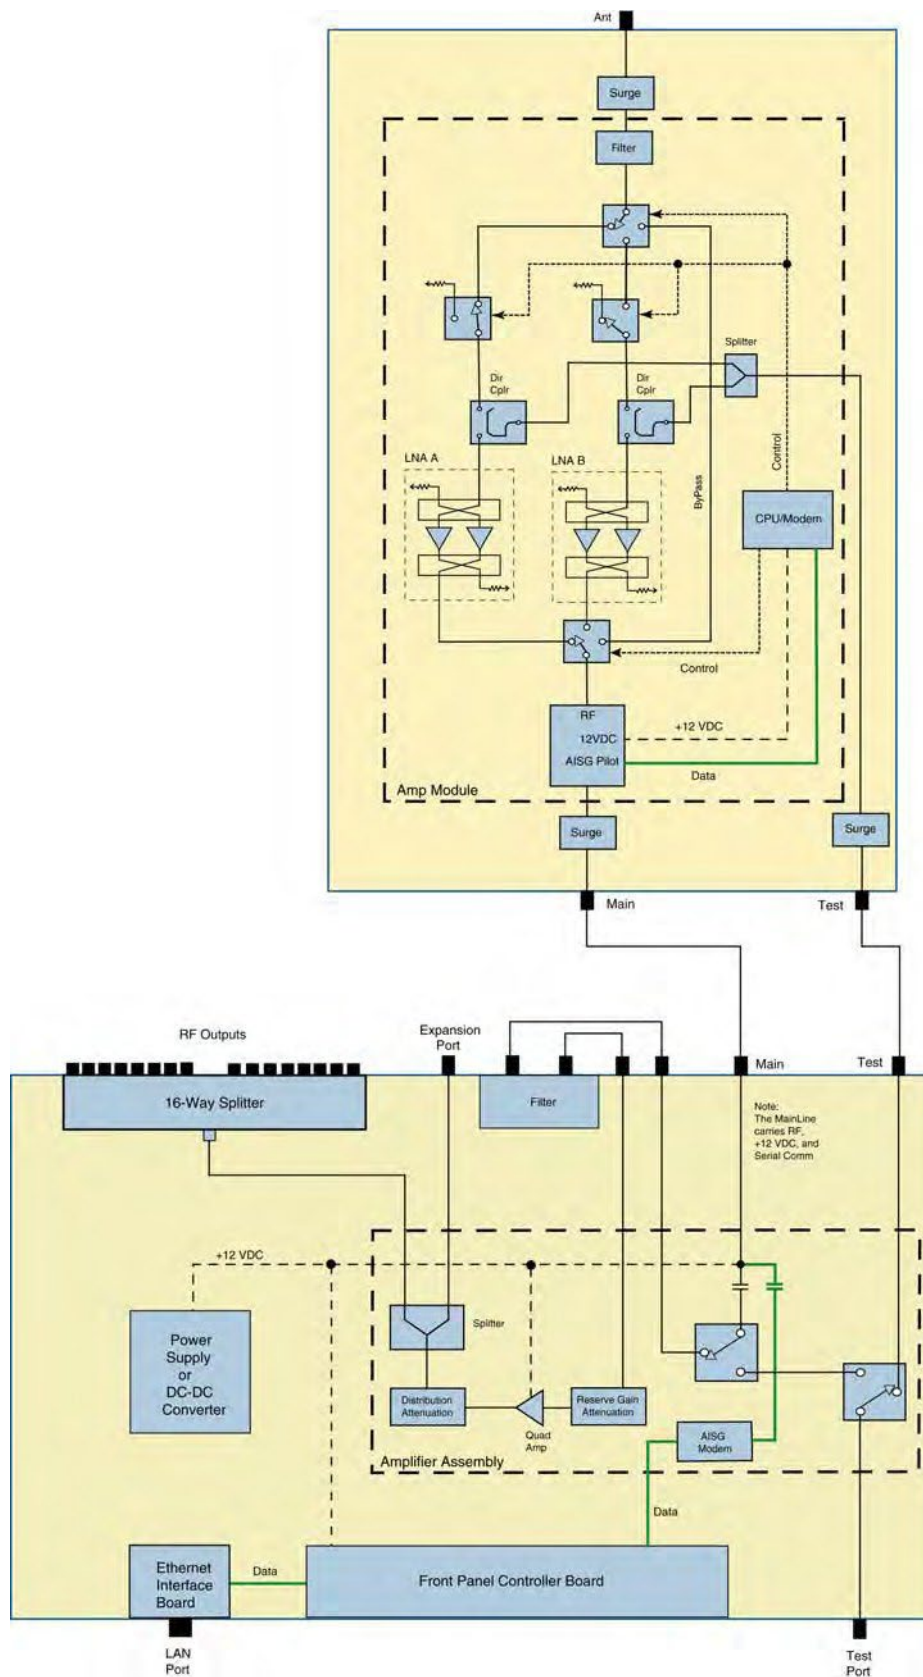 Ant
Surge
Filter
Splitter
Dir
Cplr
Dir
Cplr
LNA A
LNA B
ByPass
Control
CPU/Modem
Control
RF
12VDC
AISG Pilot
+12 VDC
Data
Amp Module
Surge
Surge
Main
Test
RF Outputs
Expansion
Port
Main
Test
16-Way Splitter
Filter
Note:
The MainLine
carries RF,
+12 VDC, and
Serial Comm
+12 VDC
Splitter
Power
Supply
or
DC-DC
Converter
Distribution
Attenuation
Quad
Amp
Reserve Gain
Attenuation
AISG
Modem
Amplifier Assembly
Data
Ethernet
Interface
Board
Data
Front Panel Controller Board
LAN
Port
Test
Port